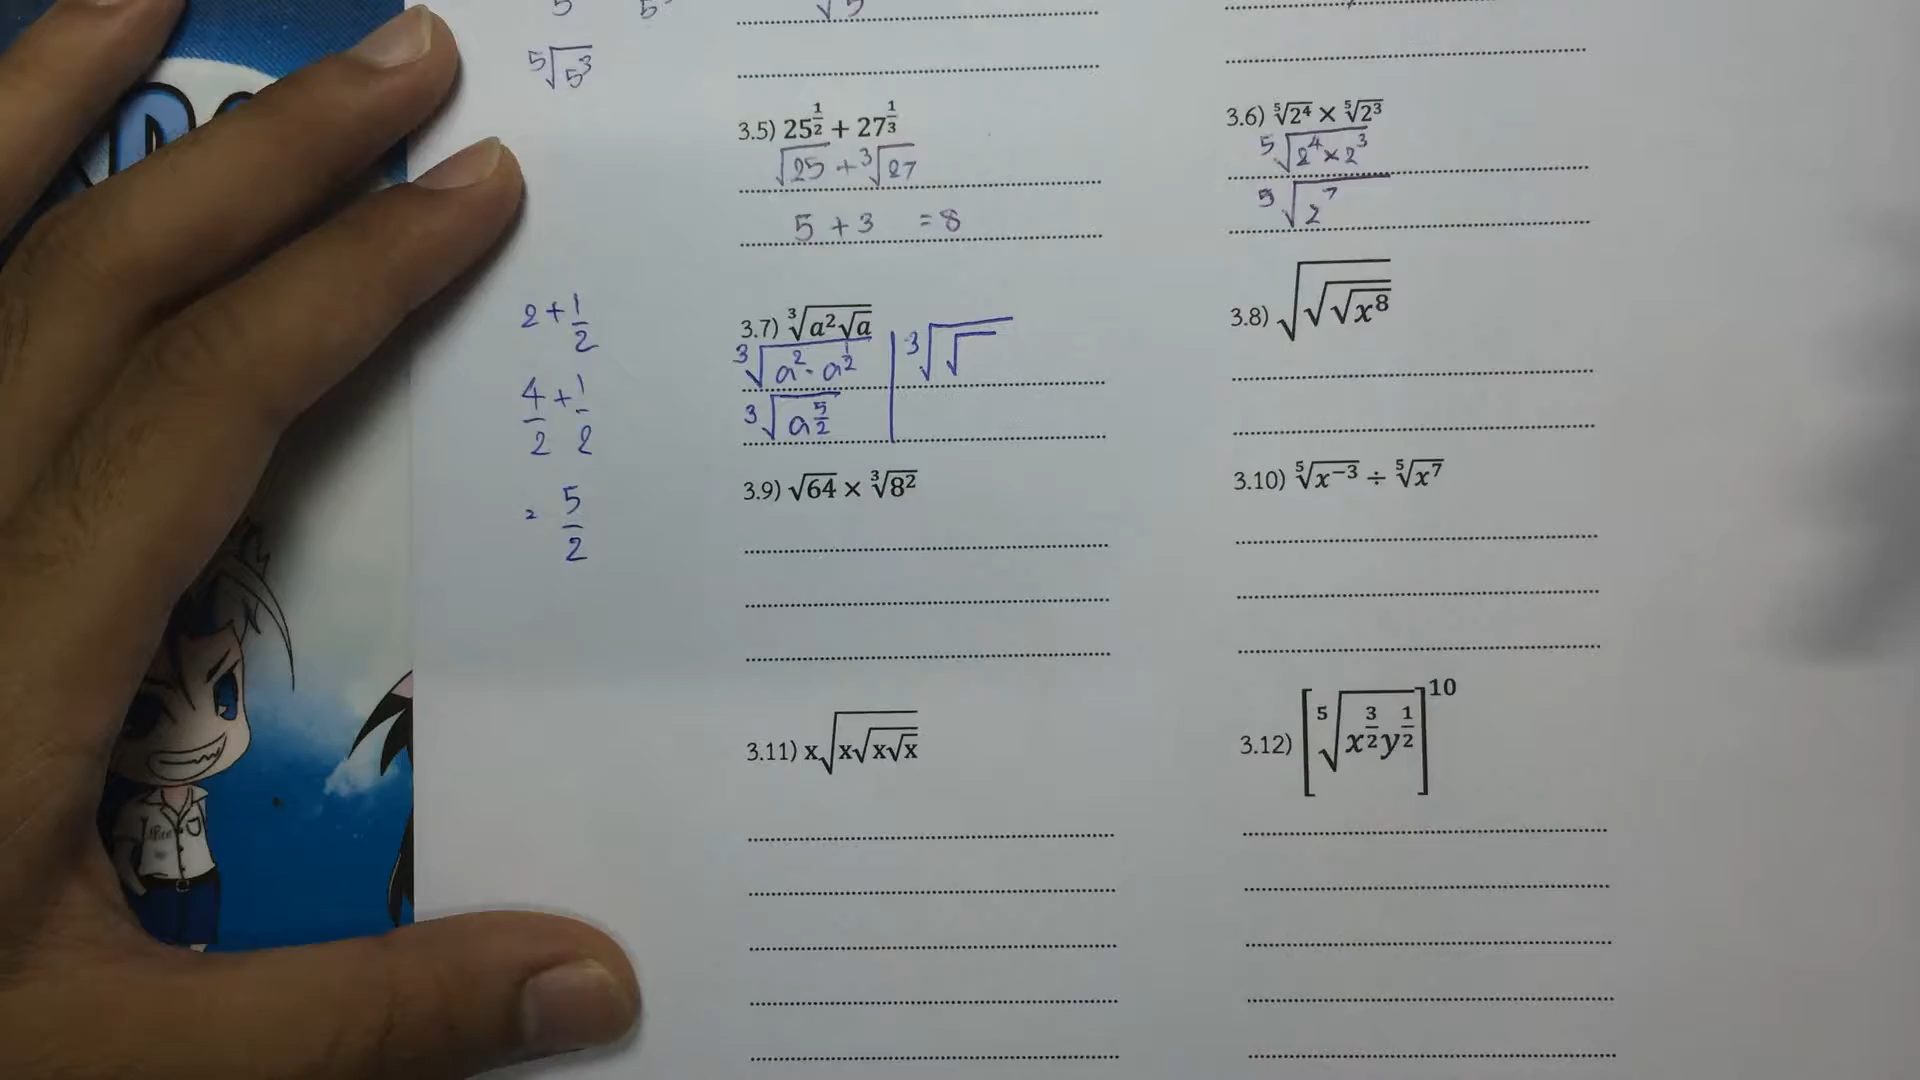 ⁵√5³
3.5) 25^(1/2) + 27^(1/3)
√25 + ³√27
5 + 3 = 8
3.6) ⁵√2⁴ × ⁵√2³
⁵√2⁴ × 2³
⁵√2⁷
2 + 1/2
4/2 + 1/2
= 5/2
3.7) ³√(a²√a)
³√(a² · a^(1/2))
³√(a^(5/2))
³√√
3.8) √√√x⁸
3.9) √64 × ³√8²
3.10) ⁵√x⁻³ ÷ ⁵√x⁷
3.11) x√(x√(x√x))
3.12) [⁵√(x^(3/2)y^(1/2))]^10